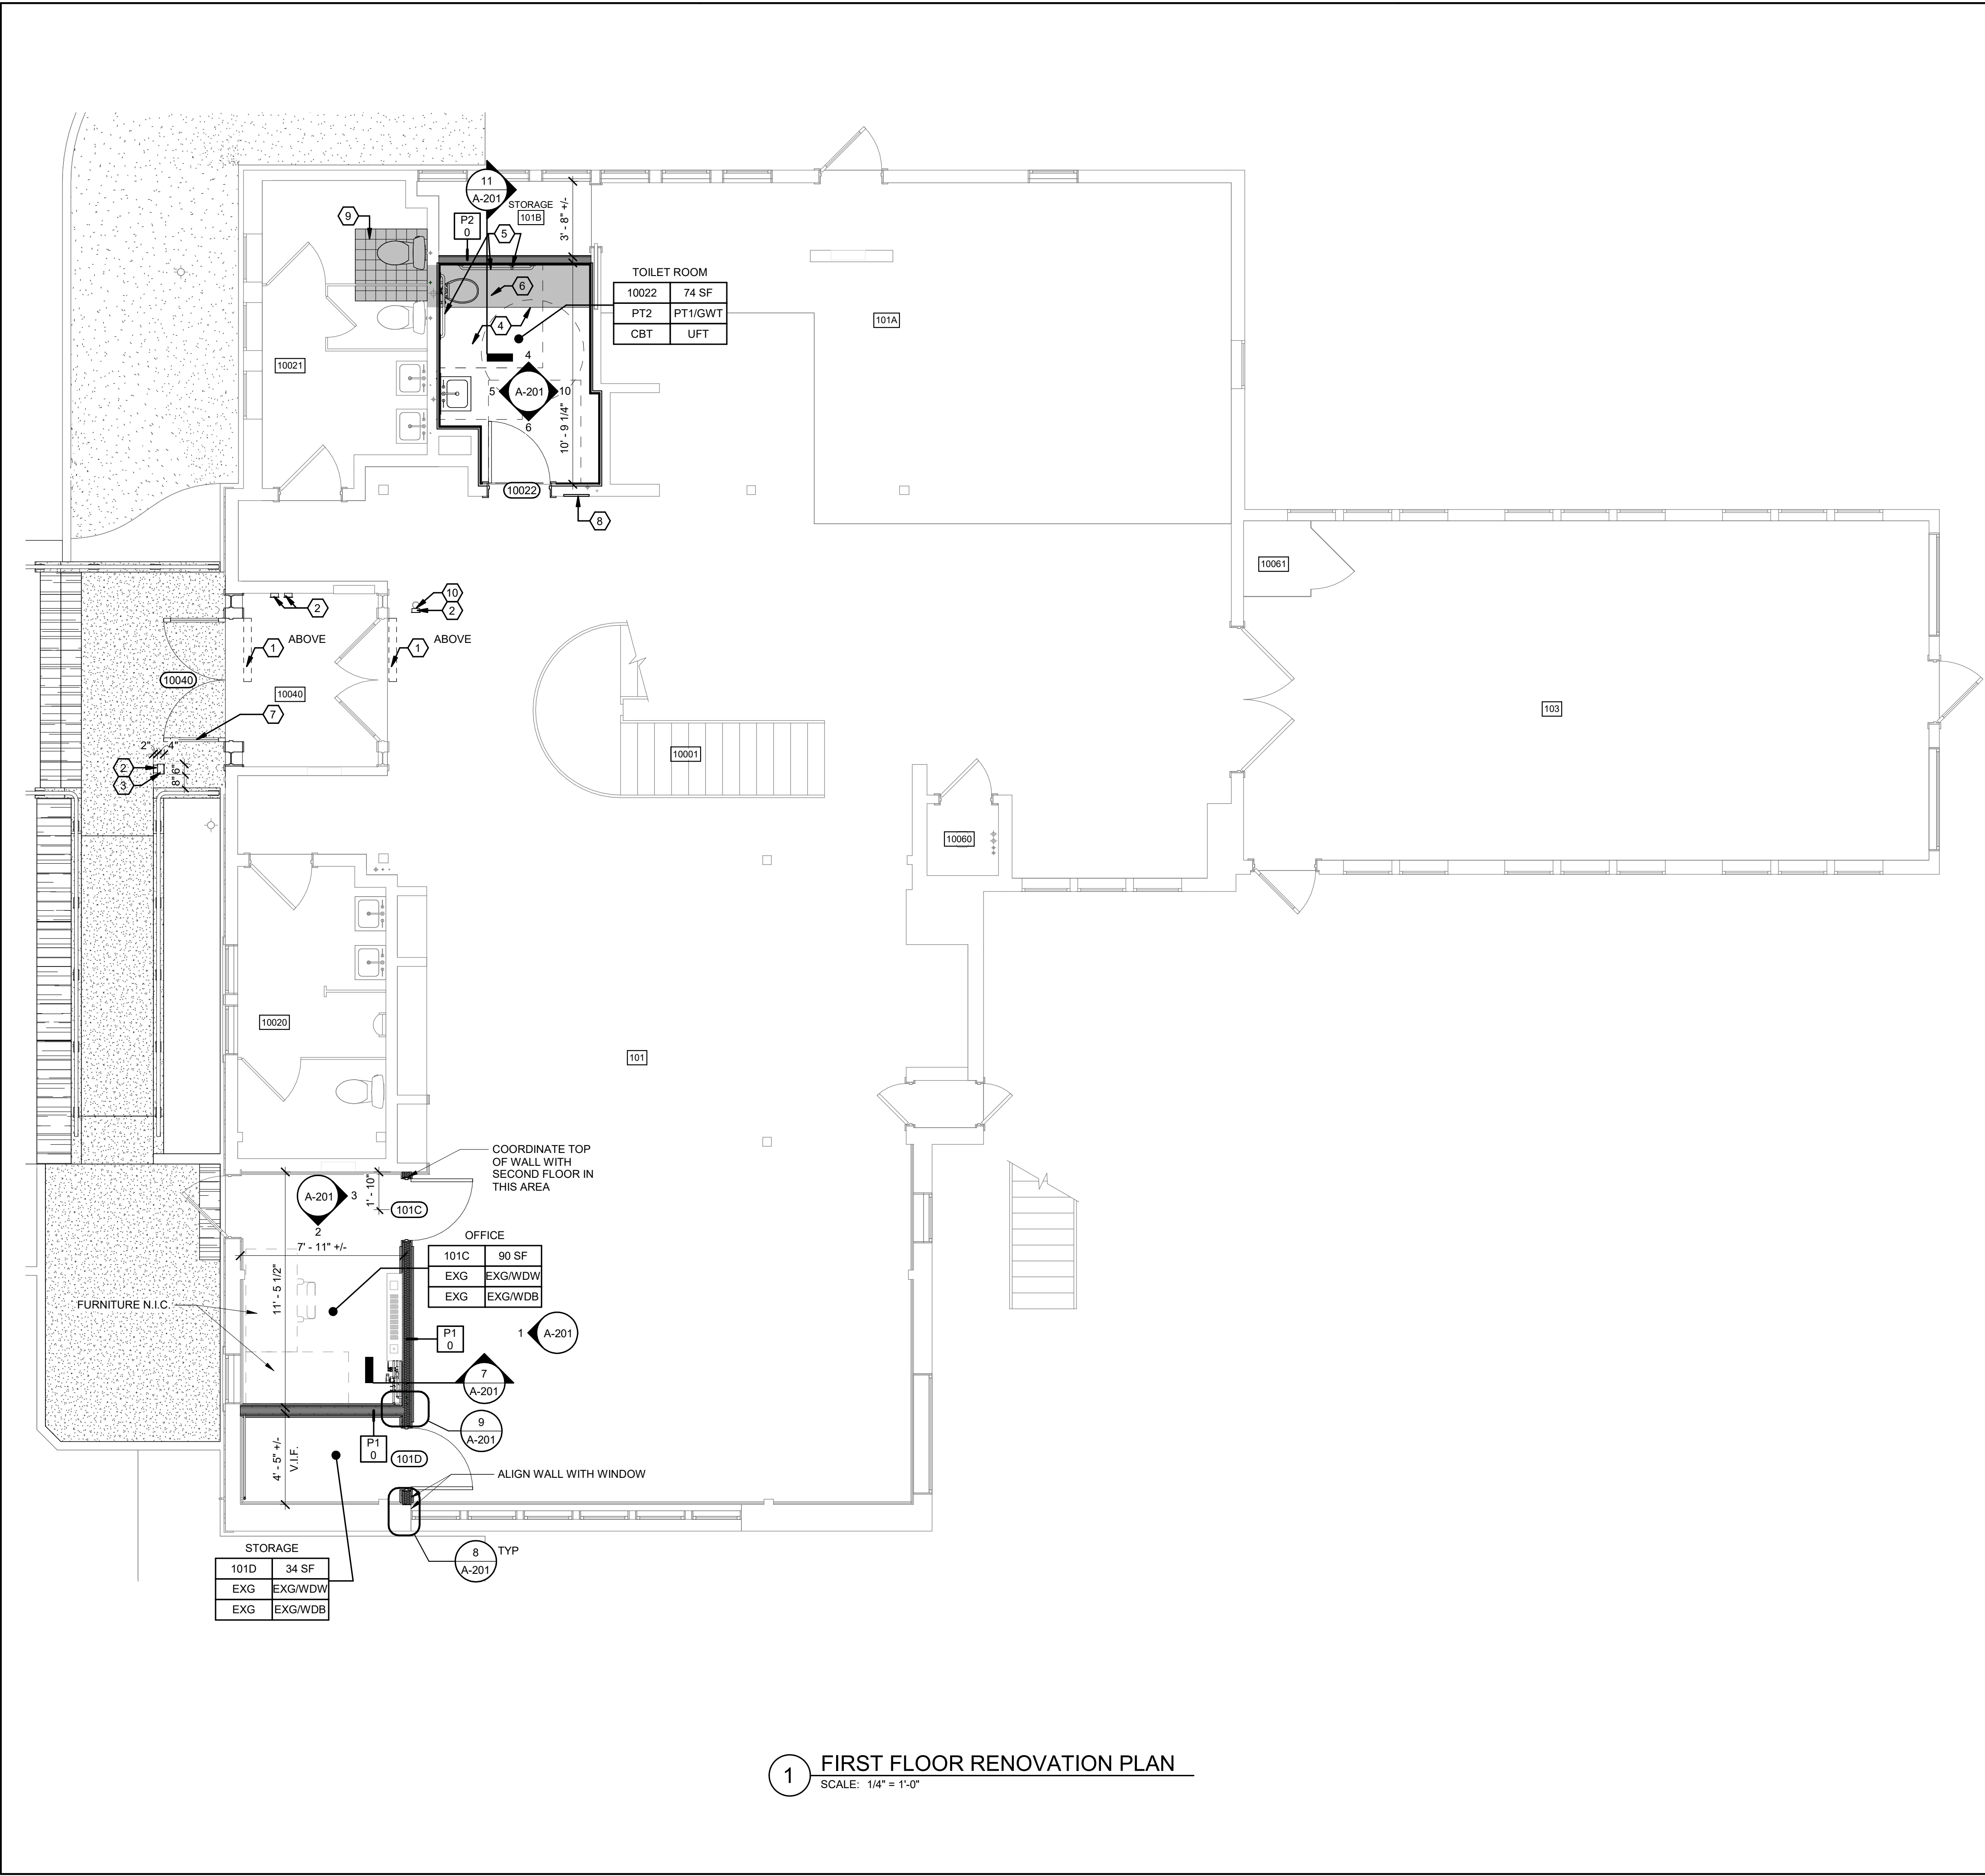 11
A-201
STORAGE
101B
P2
0
9
5
3' - 8" +/-
6
4
TOILET ROOM
10022 74 SF
PT2 PT1/GWT
CBT UFT
101A
10021
4
5 A-201 10
6
10' - 9 1/4"
10022
8
10061
10
2
2
1 ABOVE
1 ABOVE
10040
10040
7
103
2" 4"
2
3
8" 6"
10001
10060
10020
101
COORDINATE TOP
OF WALL WITH
SECOND FLOOR IN
THIS AREA
A-201 3
2
1' - 10"
101C
7' - 11" +/-
OFFICE
101C 90 SF
EXG EXG/WDW
EXG EXG/WDB
11' - 5 1/2"
FURNITURE N.I.C.
P1
0
1 A-201
7
A-201
9
A-201
P1
0
101D
4' - 5" +/-
V.I.F.
ALIGN WALL WITH WINDOW
8
A-201
TYP
STORAGE
101D 34 SF
EXG EXG/WDW
EXG EXG/WDB
1 FIRST FLOOR RENOVATION PLAN
SCALE: 1/4" = 1'-0"